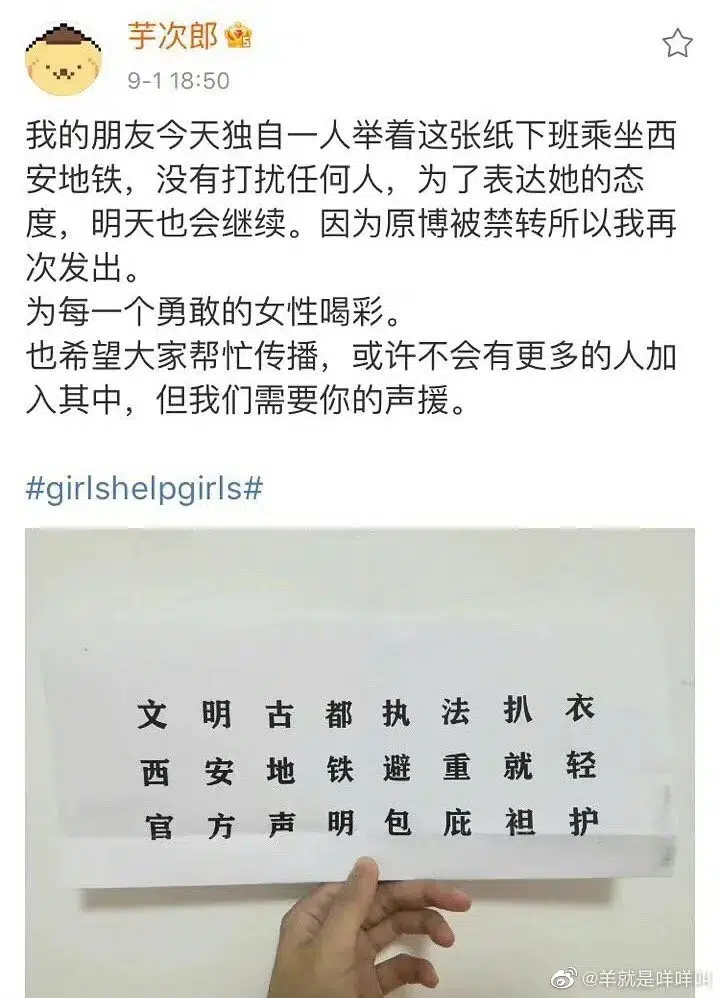 芋次郎
9-1 18:50
我的朋友今天独自一人举着这张纸下班乘坐西
安地铁，没有打扰任何人，为了表达她的态
度，明天也会继续。因为原博被禁转所以我再
次发出。
为每一个勇敢的女性喝彩。
也希望大家帮忙传播，或许不会有更多的人加
入其中，但我们需要你的声援。
#girlshelpgirls#
文明古都执法扒衣
西安地铁避重就轻
官方声明包庇袒护
@羊就是咩咩叫